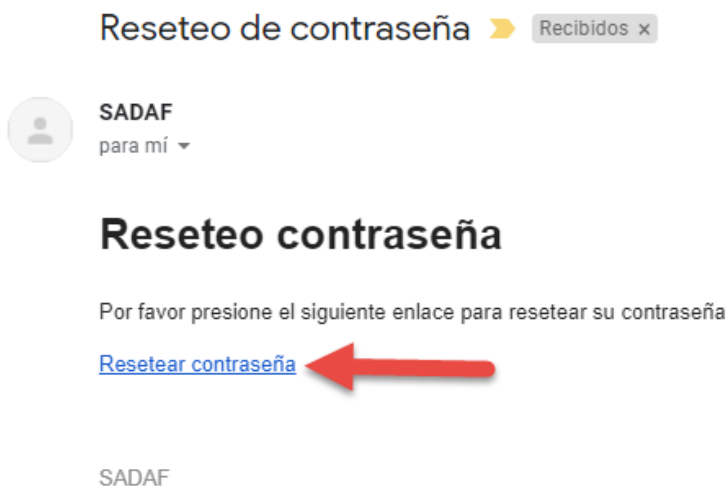 Reseteo de contraseña Recibidos x
SADAF
para mí
Reseteo contraseña
Por favor presione el siguiente enlace para resetear su contraseña
Resetear contraseña
SADAF